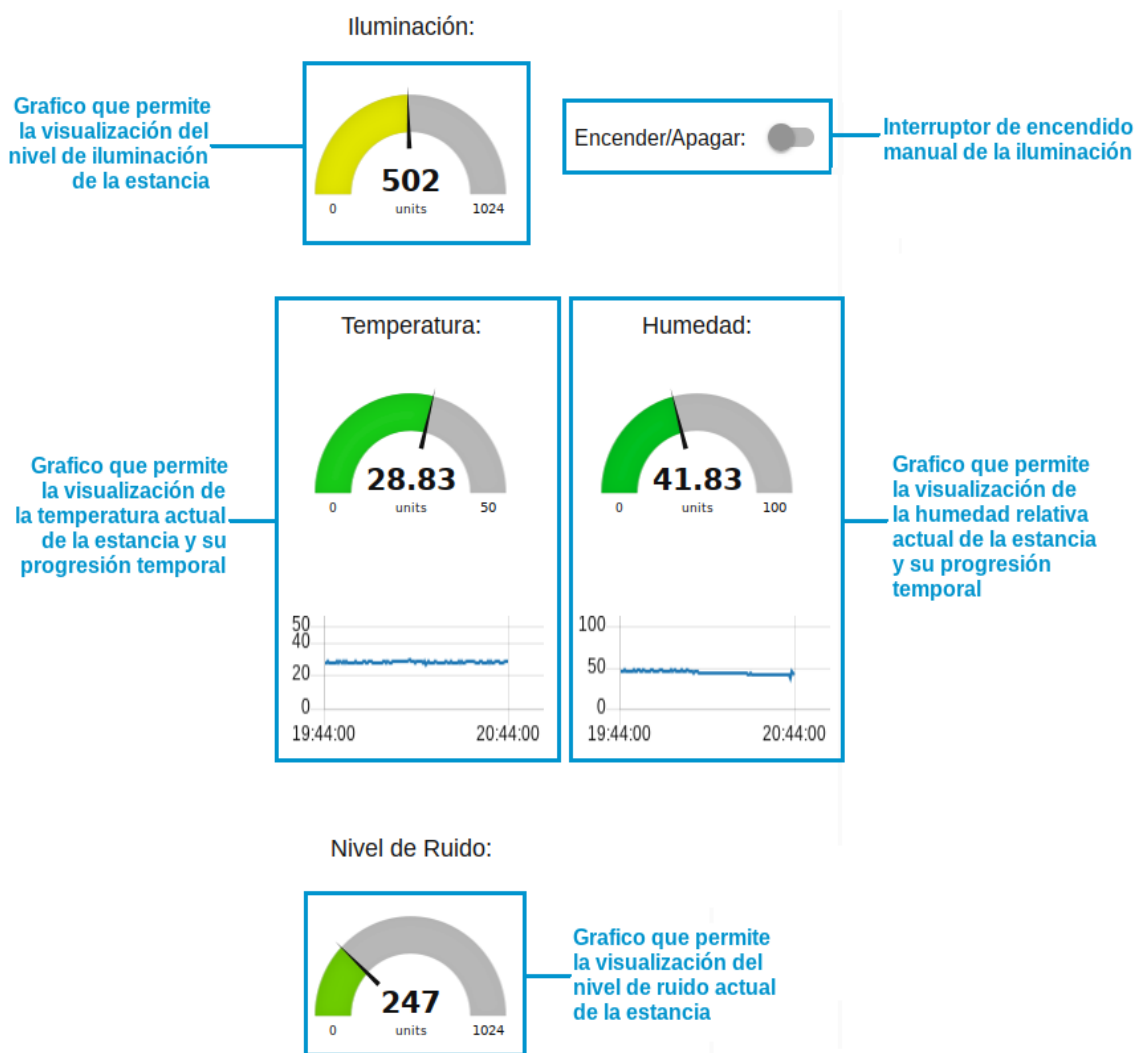 Iluminación:
Grafico que permite
la visualización del
nivel de iluminación
de la estancia
502
0
units
1024
Encender/Apagar:
Interruptor de encendido
manual de la iluminación
Temperatura:
28.83
0
units
50
Grafico que permite
la visualización de
la temperatura actual
de la estancia y su
progresión temporal
50
40
20
0
19:44:00
20:44:00
Humedad:
41.83
0
units
100
Grafico que permite
la visualización de
la humedad relativa
actual de la estancia
y su progresión
temporal
100
50
0
19:44:00
20:44:00
Nivel de Ruido:
247
0
units
1024
Grafico que permite
la visualización del
nivel de ruido actual
de la estancia